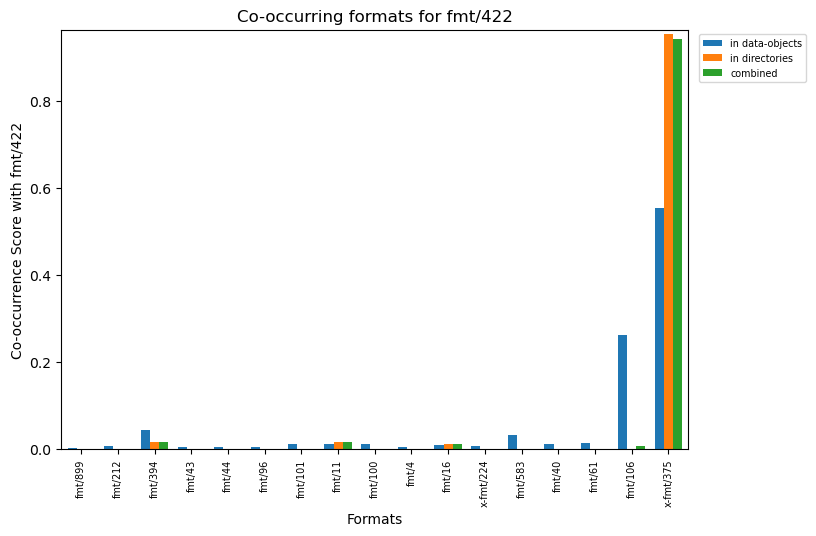 Co-occurring formats for fmt/422
in data-objects
in directories
combined
Co-occurrence Score with fmt/422
0.8
0.6
0.4
0.2
0.0
fmt/899
fmt/212
fmt/394
fmt/43
fmt/44
fmt/96
fmt/101
fmt/11
fmt/100
fmt/4
fmt/16
x-fmt/224
fmt/583
fmt/40
fmt/61
fmt/106
x-fmt/375
Formats